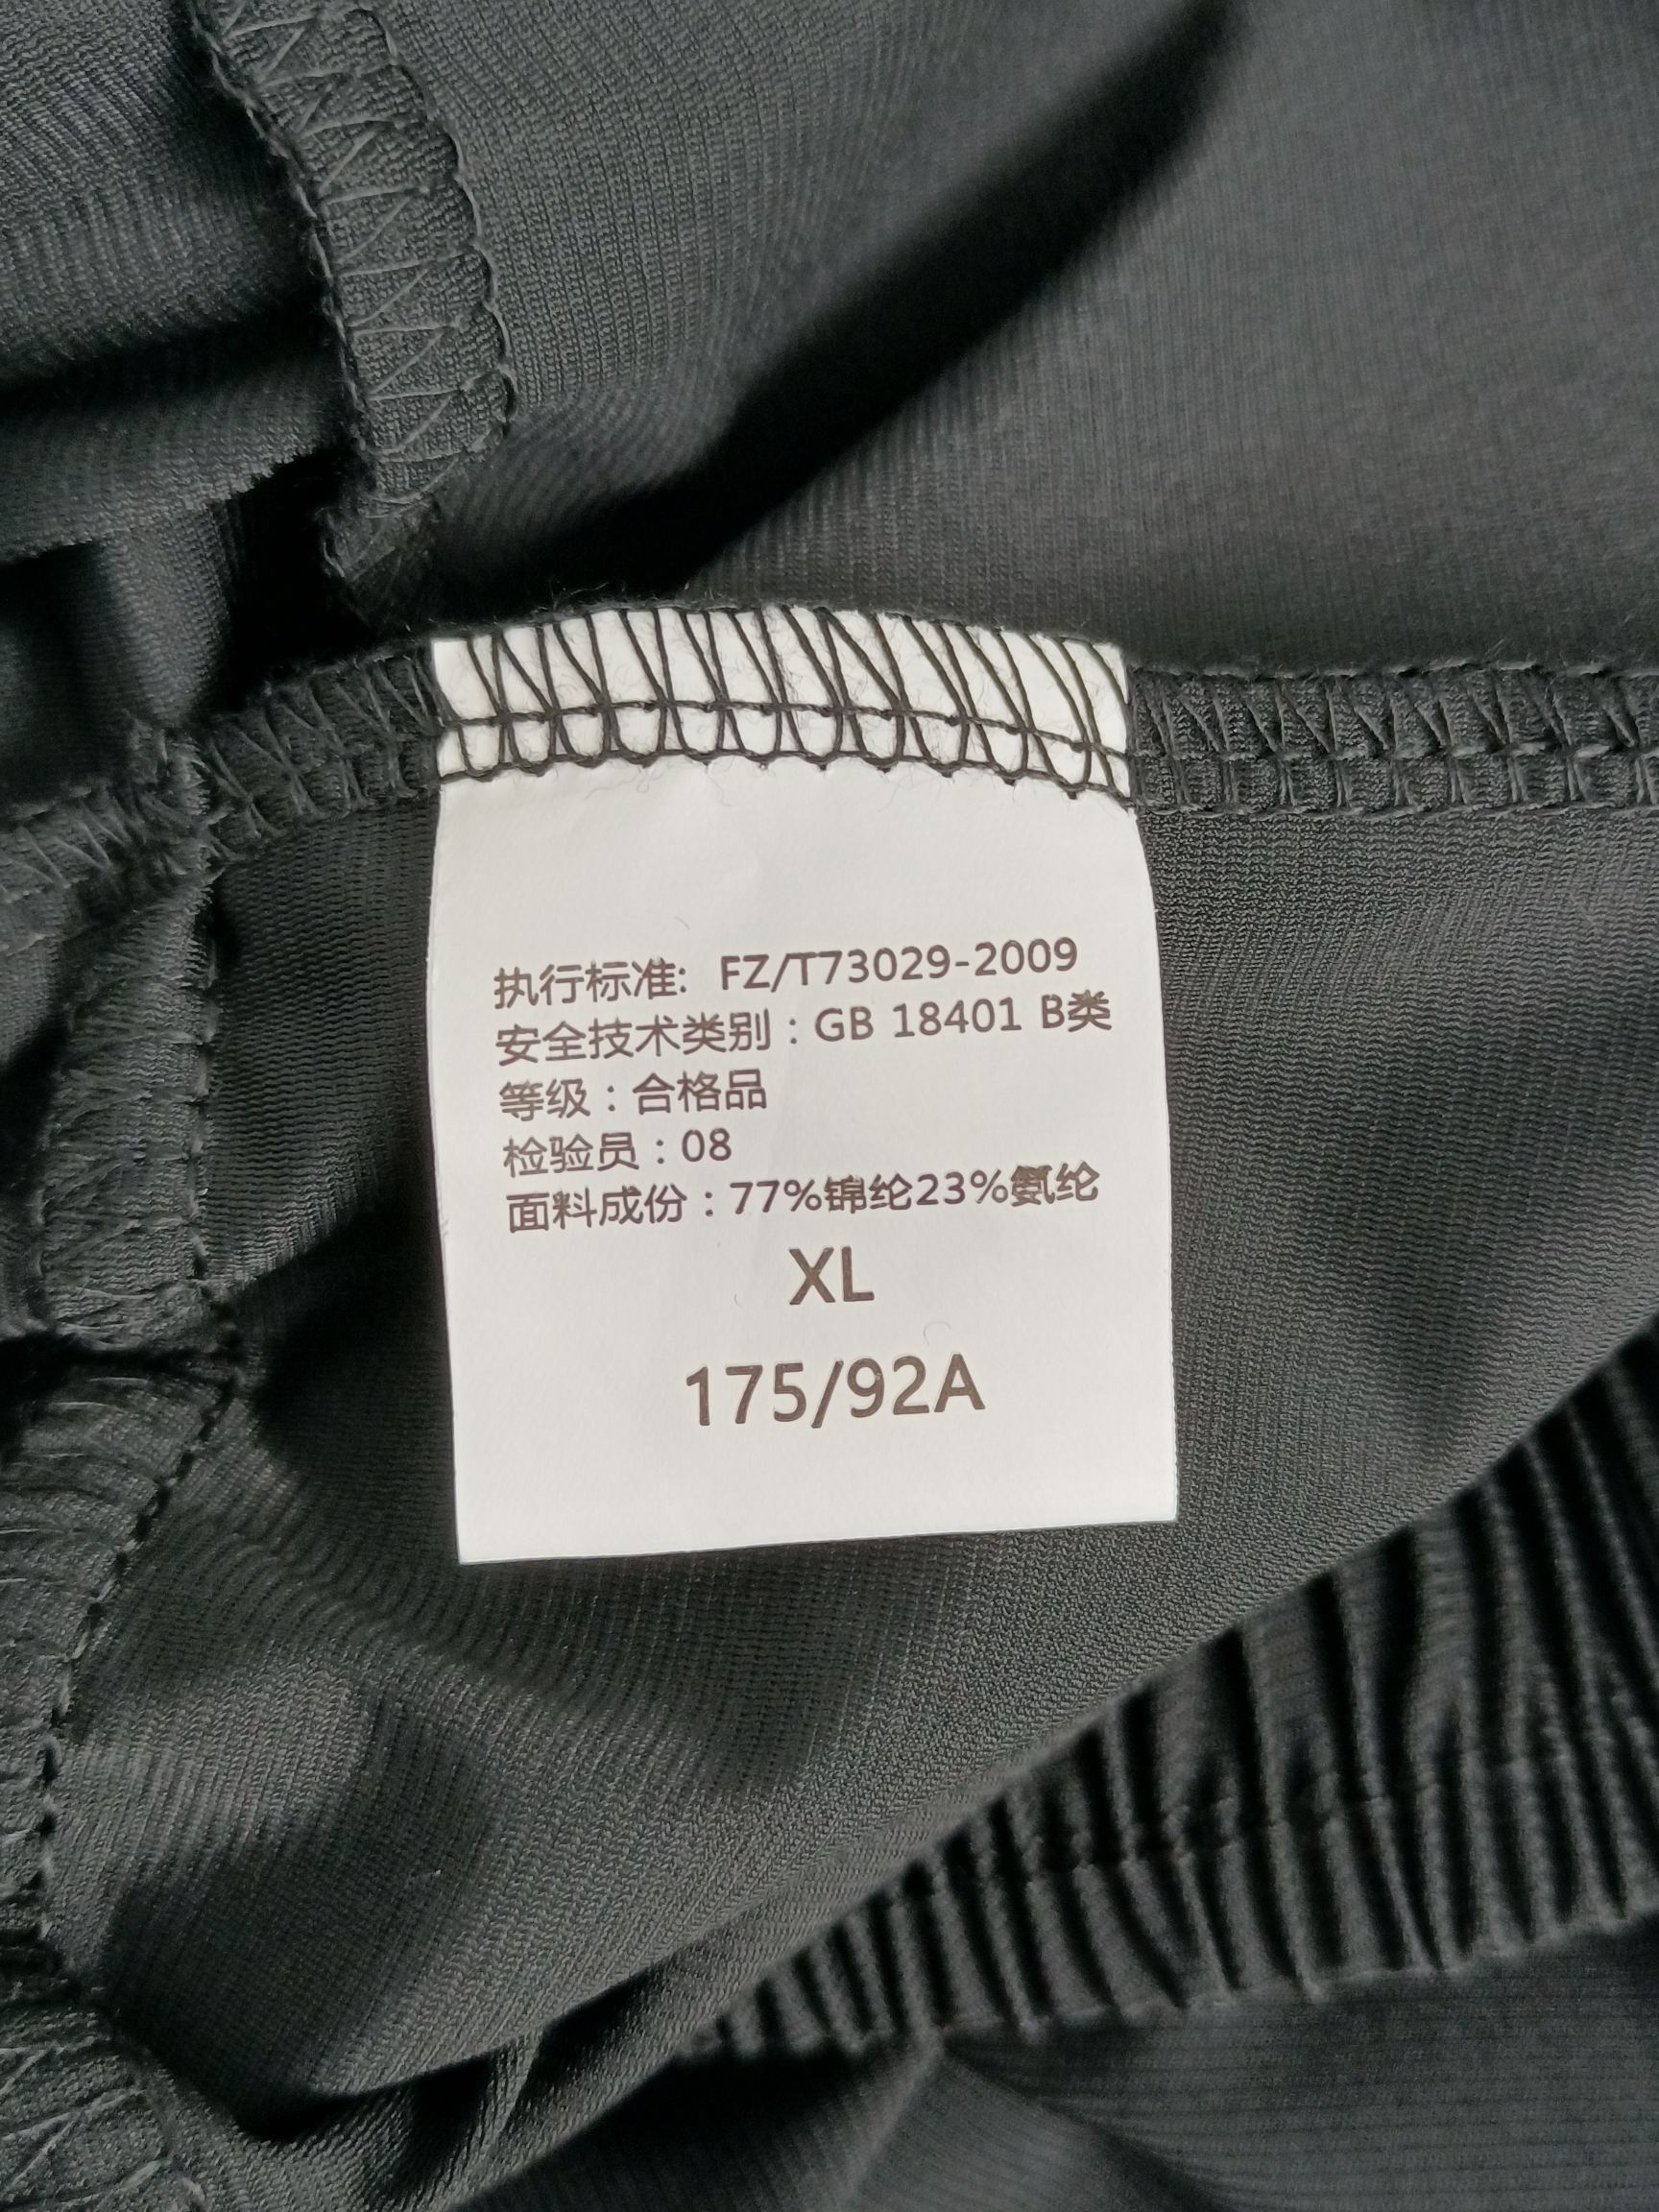 执行标准: FZ/T73029-2009
安全技术类别：GB 18401 B类
等级：合格品
检验员：08
面料成份：77%锦纶23%氨纶
XL
175/92A